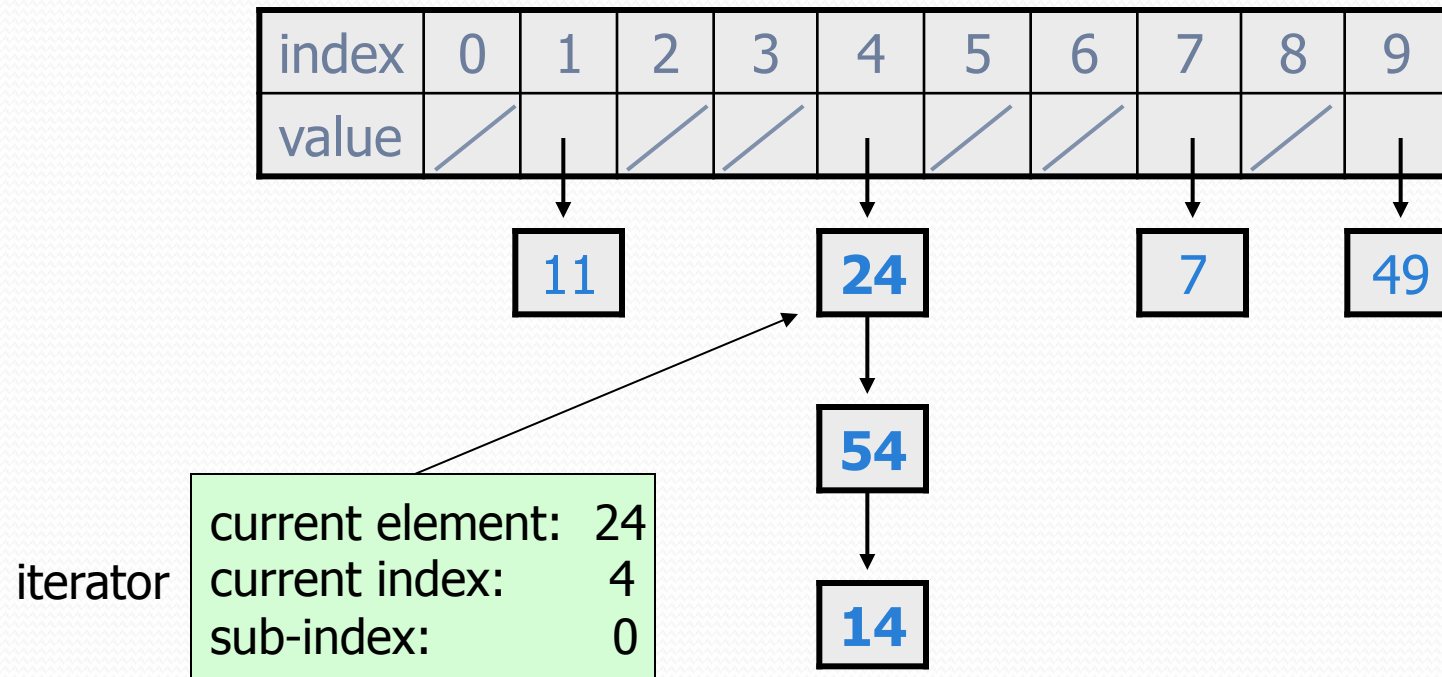 index 0 1 2 3 4 5 6 7 8 9
value
11 24 7 49
54
current element: 24
iterator current index: 4
sub-index: 0
14